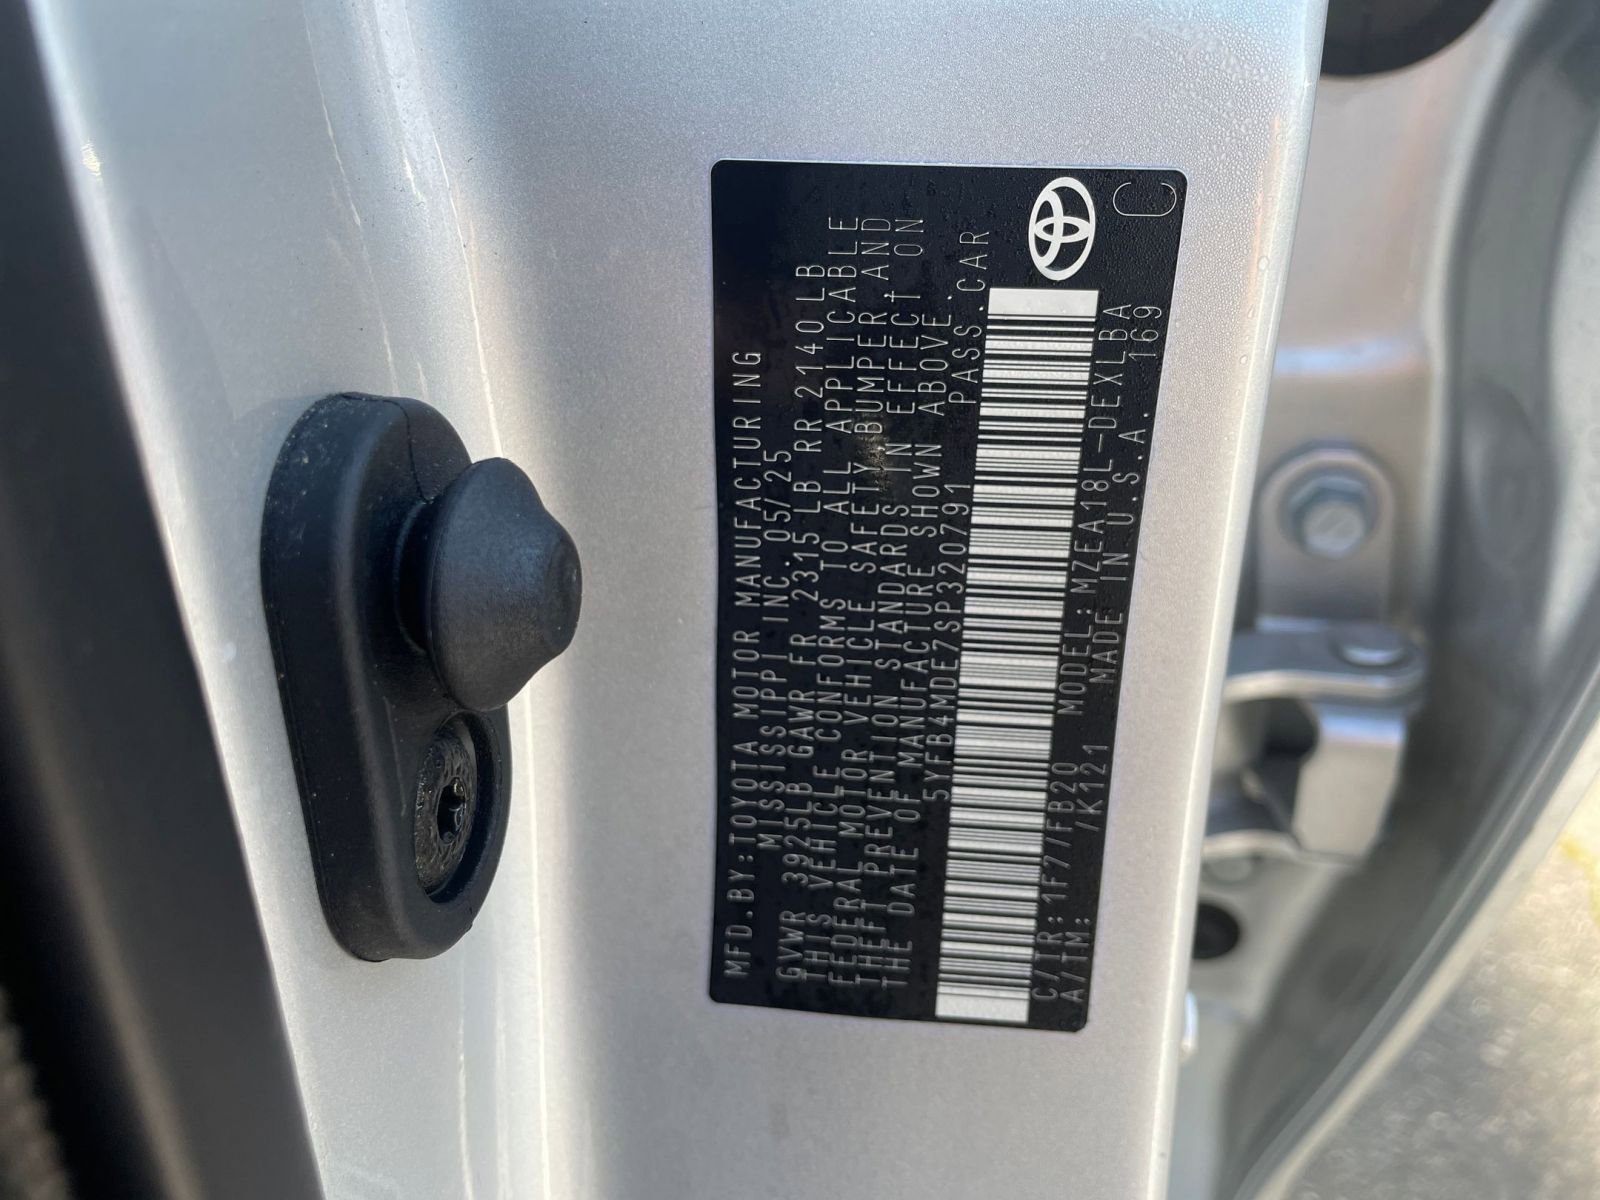 MFD.BY:TOYOTA MOTOR MANUFACTURING
MISSISSIPPI INC.05/25
GVWR 3925LB GAWR FR 2315LB RR 2140LB
THIS VEHICLE CONFORMS TO ALL APPLICABLE
FEDERAL MOTOR VEHICLE SAFETY,BUMPER,AND
THEFT PREVENTION STANDARDS IN EFFECT ON
THE DATE OF MANUFACTURE SHOWN ABOVE.
5YFB4MDE7SP320791 PASS.CAR
C/TR:1F7/FB20 MODEL:MZEA18L-DEXLBA
A/TM: /K121 MADE IN U.S.A. 169
C